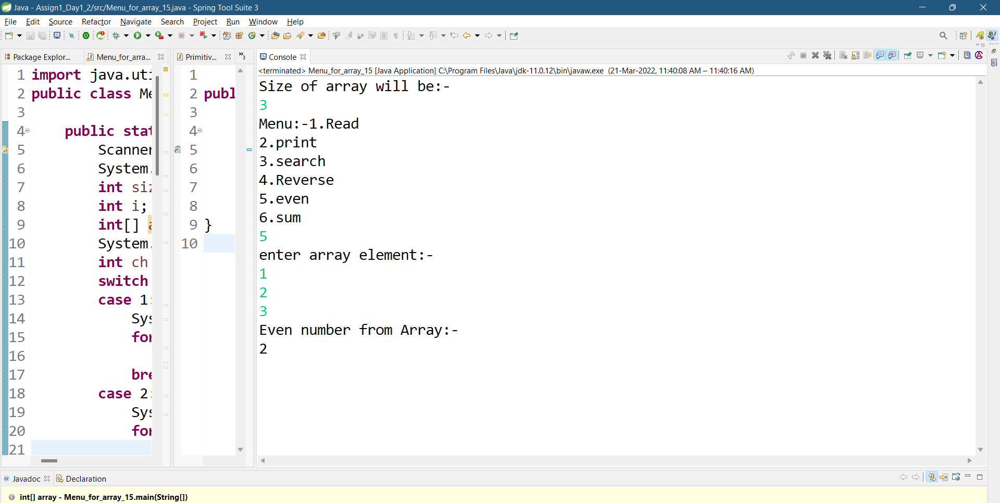 Java - Assign1_Day1_2/src/Menu_for_array_15.java - Spring Tool Suite 3
File Edit Source Refactor Navigate Search Project Run Window Help
Package Explor... Menu_for_arra... Primitiv... »3 Console
<terminated> Menu_for_array_15 [Java Application] C:\Program Files\Java\jdk-11.0.12\bin\javaw.exe (21-Mar-2022, 11:40:08 AM – 11:40:16 AM)
1 import java.uti
2 public class Me
3
4 public stat
5 Scanner
6 System.
7 int siz
8 int i;
9 int[] a
10 System.
11 int ch
12 switch
13 case 1:
14 Sys
15 for
16
17 bre
18 case 2:
19 Sys
20 for
21
1
2 publ
3
4
5
6
7
8
9 }
10
Size of array will be:-
3
Menu:-1.Read
2.print
3.search
4.Reverse
5.even
6.sum
5
enter array element:-
1
2
3
Even number from Array:-
2
@ Javadoc Declaration
int[] array - Menu_for_array_15.main(String[])